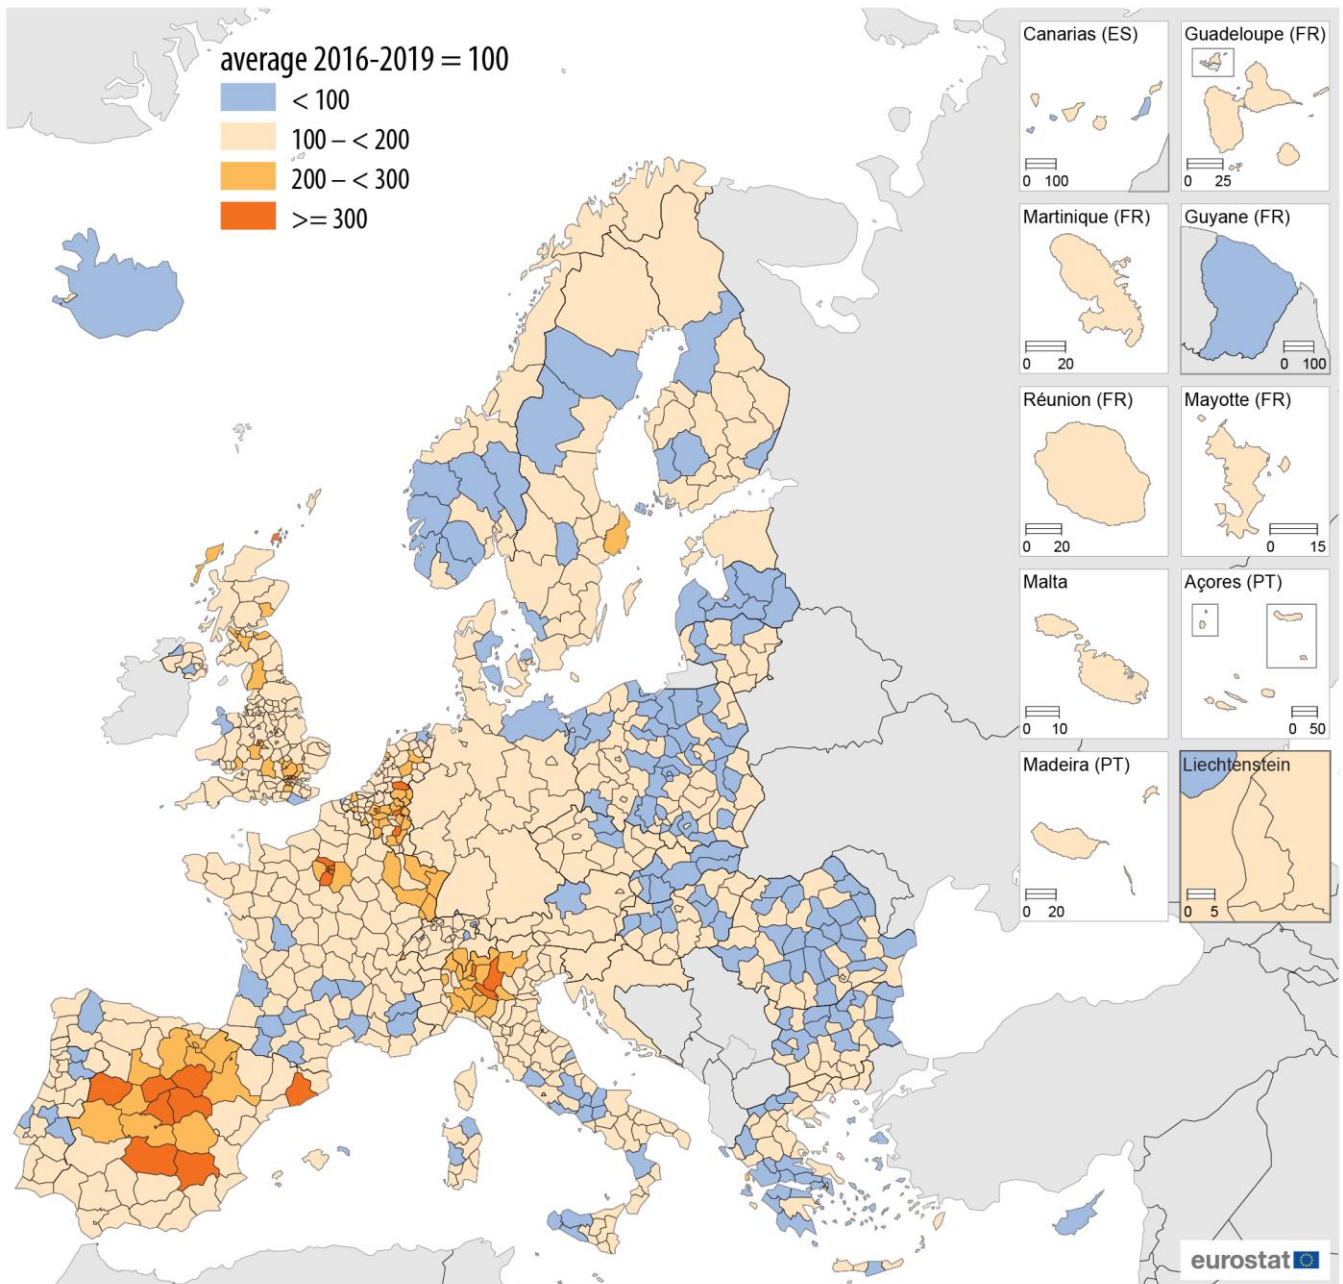 average 2016-2019 = 100
< 100
100 – < 200
200 – < 300
>= 300
Canarias (ES)
0 100
Guadeloupe (FR)
0 25
Martinique (FR)
0 20
Guyane (FR)
0 100
Réunion (FR)
0 20
Mayotte (FR)
0 15
Malta
0 10
Açores (PT)
0 50
Madeira (PT)
0 20
Liechtenstein
0 5
eurostat